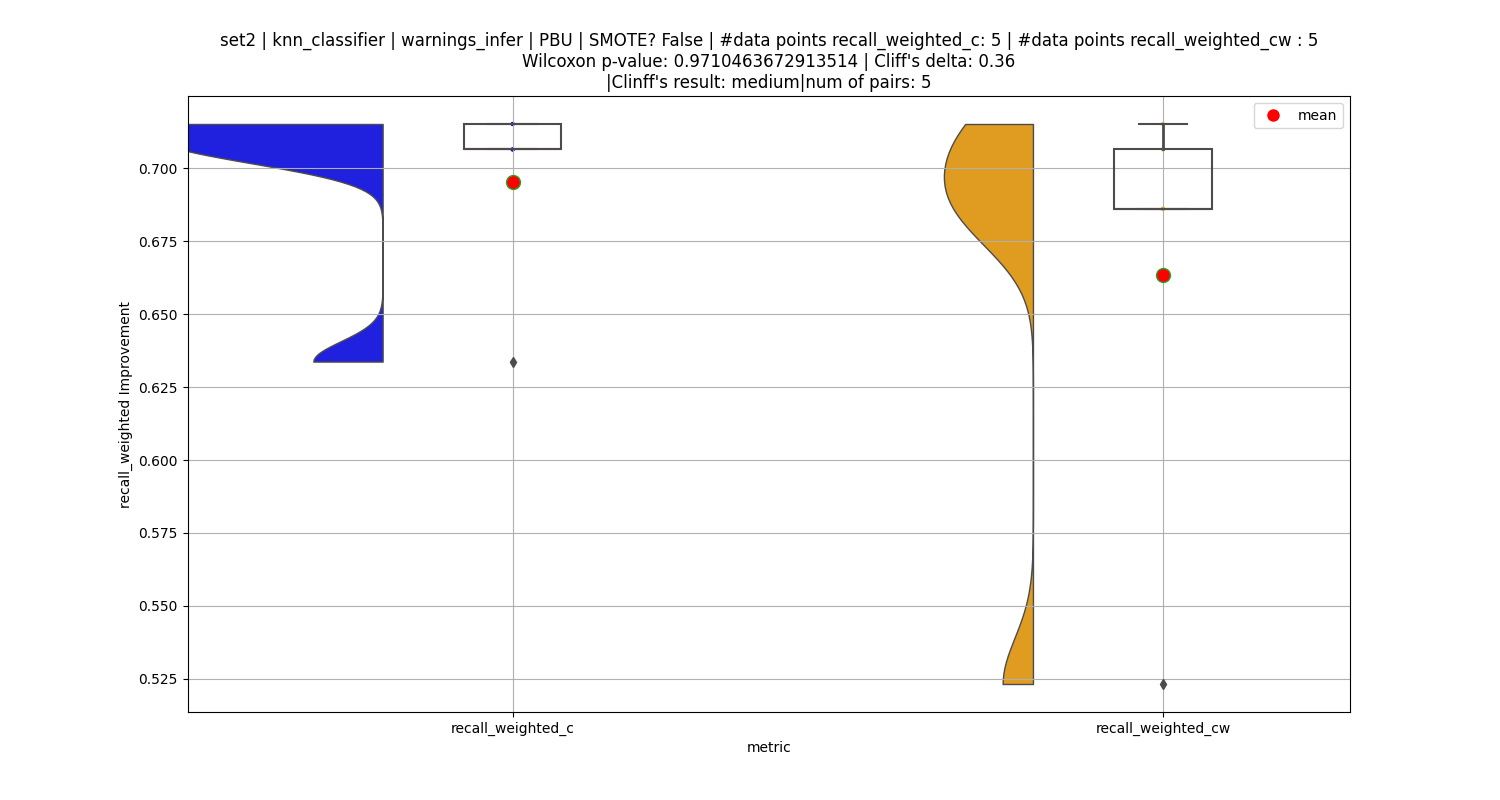 set2 | knn_classifier | warnings_infer | PBU | SMOTE? False | #data points recall_weighted_c: 5 | #data points recall_weighted_cw : 5
Wilcoxon p-value: 0.9710463672913514 | Cliff's delta: 0.36
|Clinff's result: medium|num of pairs: 5
mean
0.700
0.675
0.650
0.625
0.600
0.575
0.550
0.525
recall_weighted Improvement
recall_weighted_c
recall_weighted_cw
metric